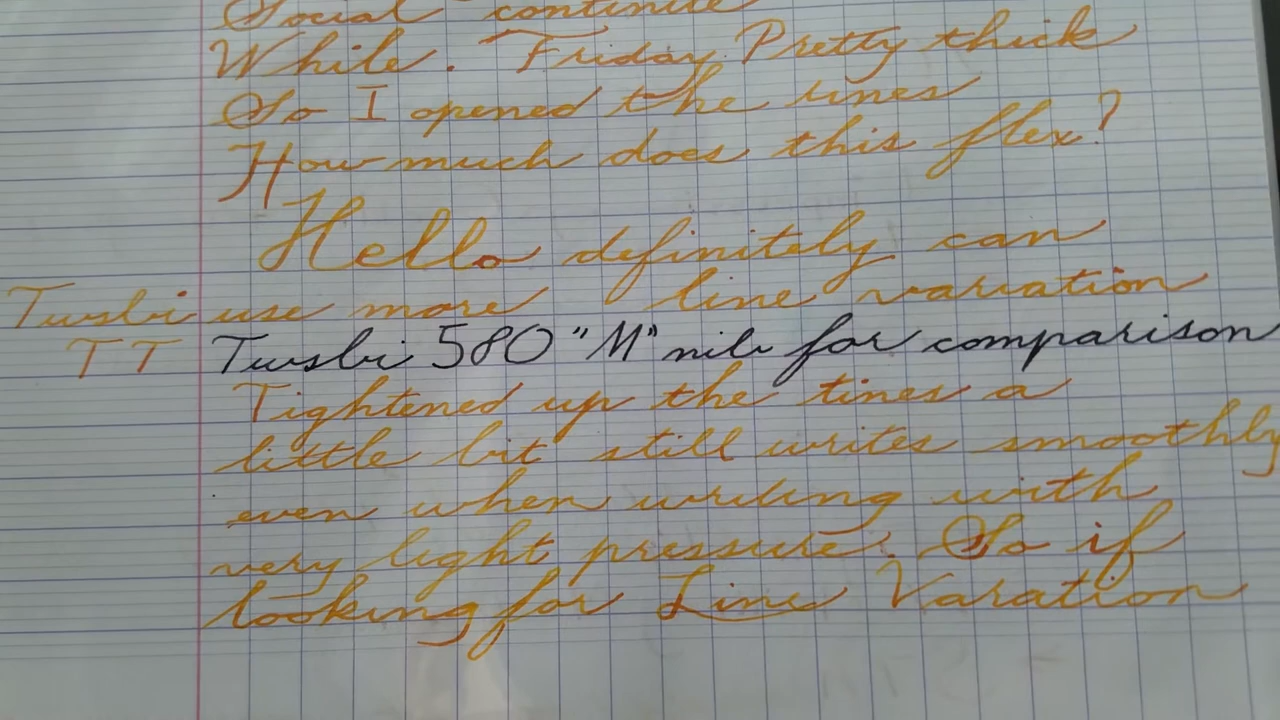 Social continue
While. Friday Pretty thick
So I opened the lines
How much does this flex?
Hello definitely can
Twsbi use more line variation
TT Twsbi 580 "M" nib for comparison
Tightened up the tines a
little bit still writes smoothly
even when writing with
very light pressure. So if
looking for Line Varation